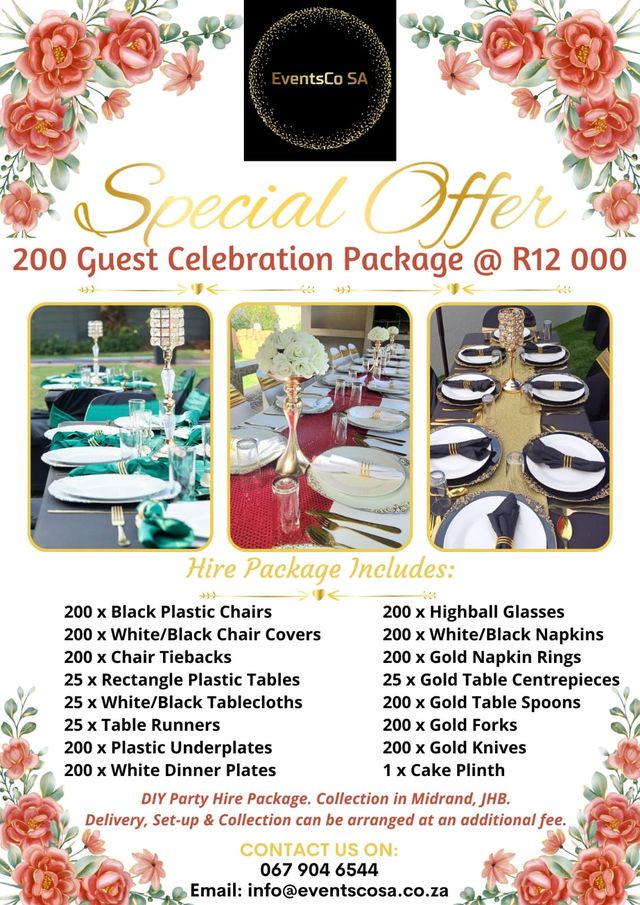 EventsCo SA
Special Offer
200 Guest Celebration Package @ R12 000
Hire Package Includes:
200 x Black Plastic Chairs
200 x White/Black Chair Covers
200 x Chair Tiebacks
25 x Rectangle Plastic Tables
25 x White/Black Tablecloths
25 x Table Runners
200 x Plastic Underplates
200 x White Dinner Plates
200 x Highball Glasses
200 x White/Black Napkins
200 x Gold Napkin Rings
25 x Gold Table Centrepieces
200 x Gold Table Spoons
200 x Gold Forks
200 x Gold Knives
1 x Cake Plinth
DIY Party Hire Package. Collection in Midrand, JHB.
Delivery, Set-up & Collection can be arranged at an additional fee.
CONTACT US ON:
067 904 6544
Email: info@eventscosa.co.za